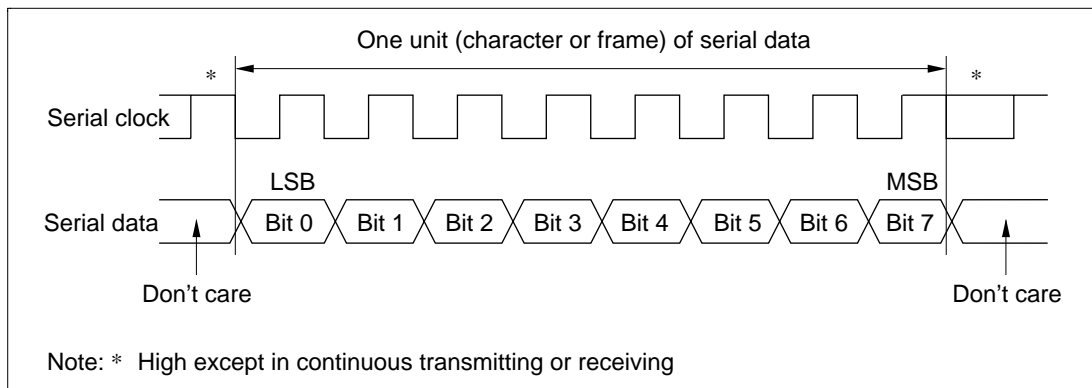 One unit (character or frame) of serial data
* *
Serial clock
LSB MSB
Serial data Bit 0 Bit 1 Bit 2 Bit 3 Bit 4 Bit 5 Bit 6 Bit 7
Don’t care Don’t care
Note: * High except in continuous transmitting or receiving